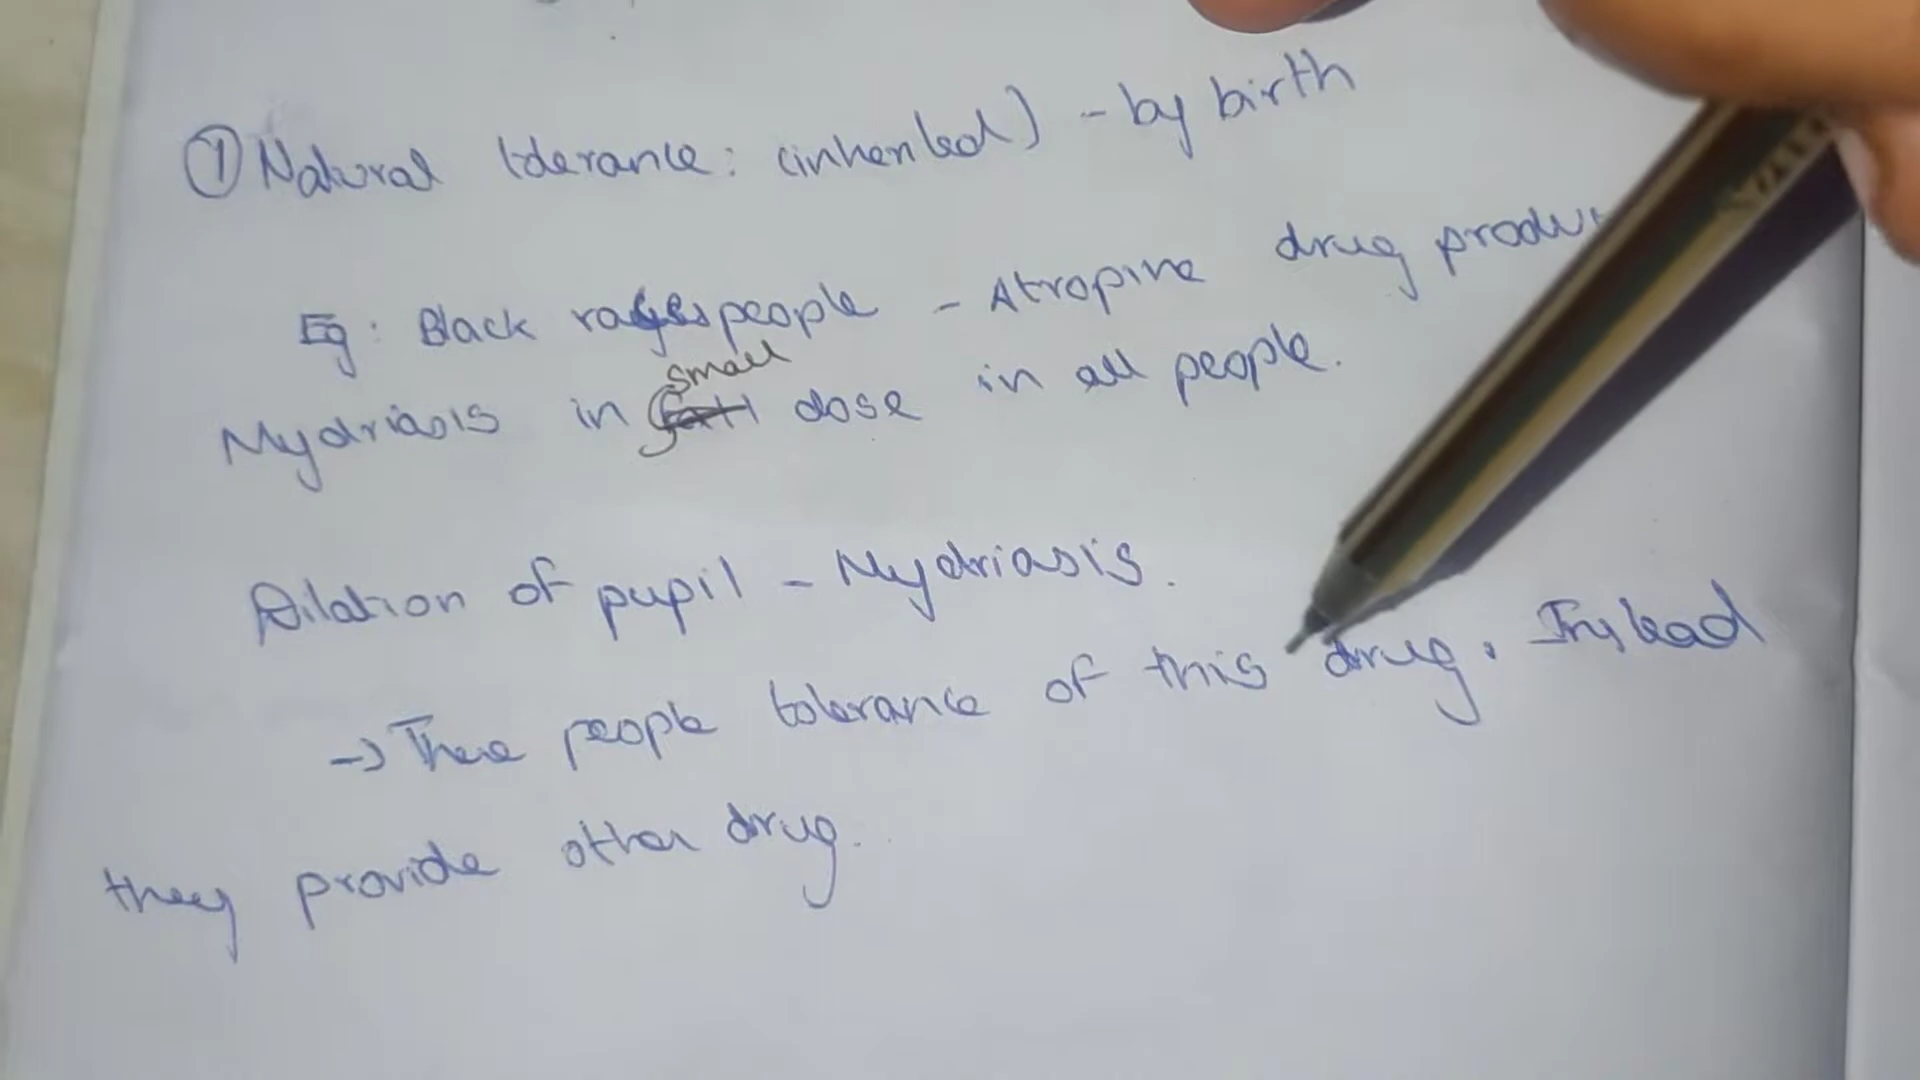 ① Natural tolerance: (inherited) - by birth
Eg: Black races people - Atropine drug produ
small
Mydriasis in dose in all people.
Dilation of pupil - Mydriasis.
→ These people tolerance of this drug. Instead
they provide other drug.